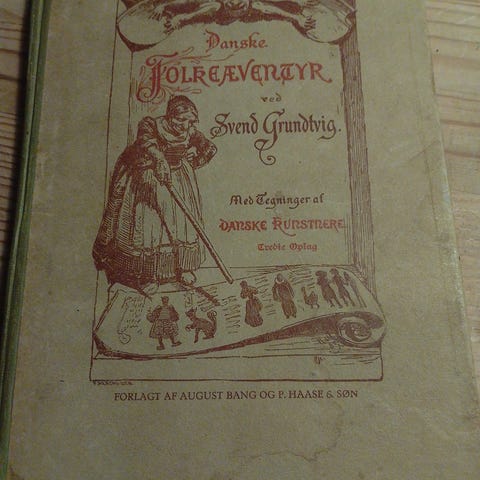 Danske
FOLKEÆVENTYR
ved
Svend Grundtvig.
Med Tegninger af
DANSKE KUNSTNERE
Tredie Oplag
FORLAGT AF AUGUST BANG OG P. HAASE & SØN